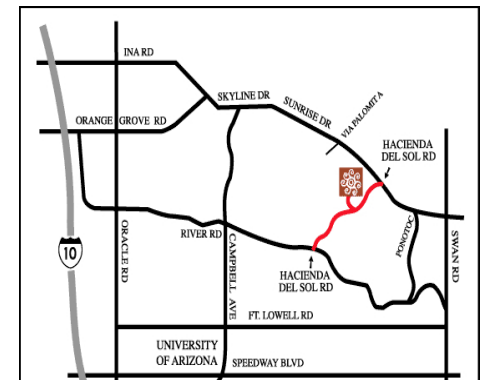 INA RD
SKYLINE DR
SUNRISE DR
VIA PALOMITA
ORANGE GROVE RD
HACIENDA
DEL SOL RD
10
ORACLE RD
RIVER RD
CAMPBELL AVE
PONOTOC
SWAN RD
HACIENDA
DEL SOL RD
FT. LOWELL RD
UNIVERSITY
OF ARIZONA
SPEEDWAY BLVD